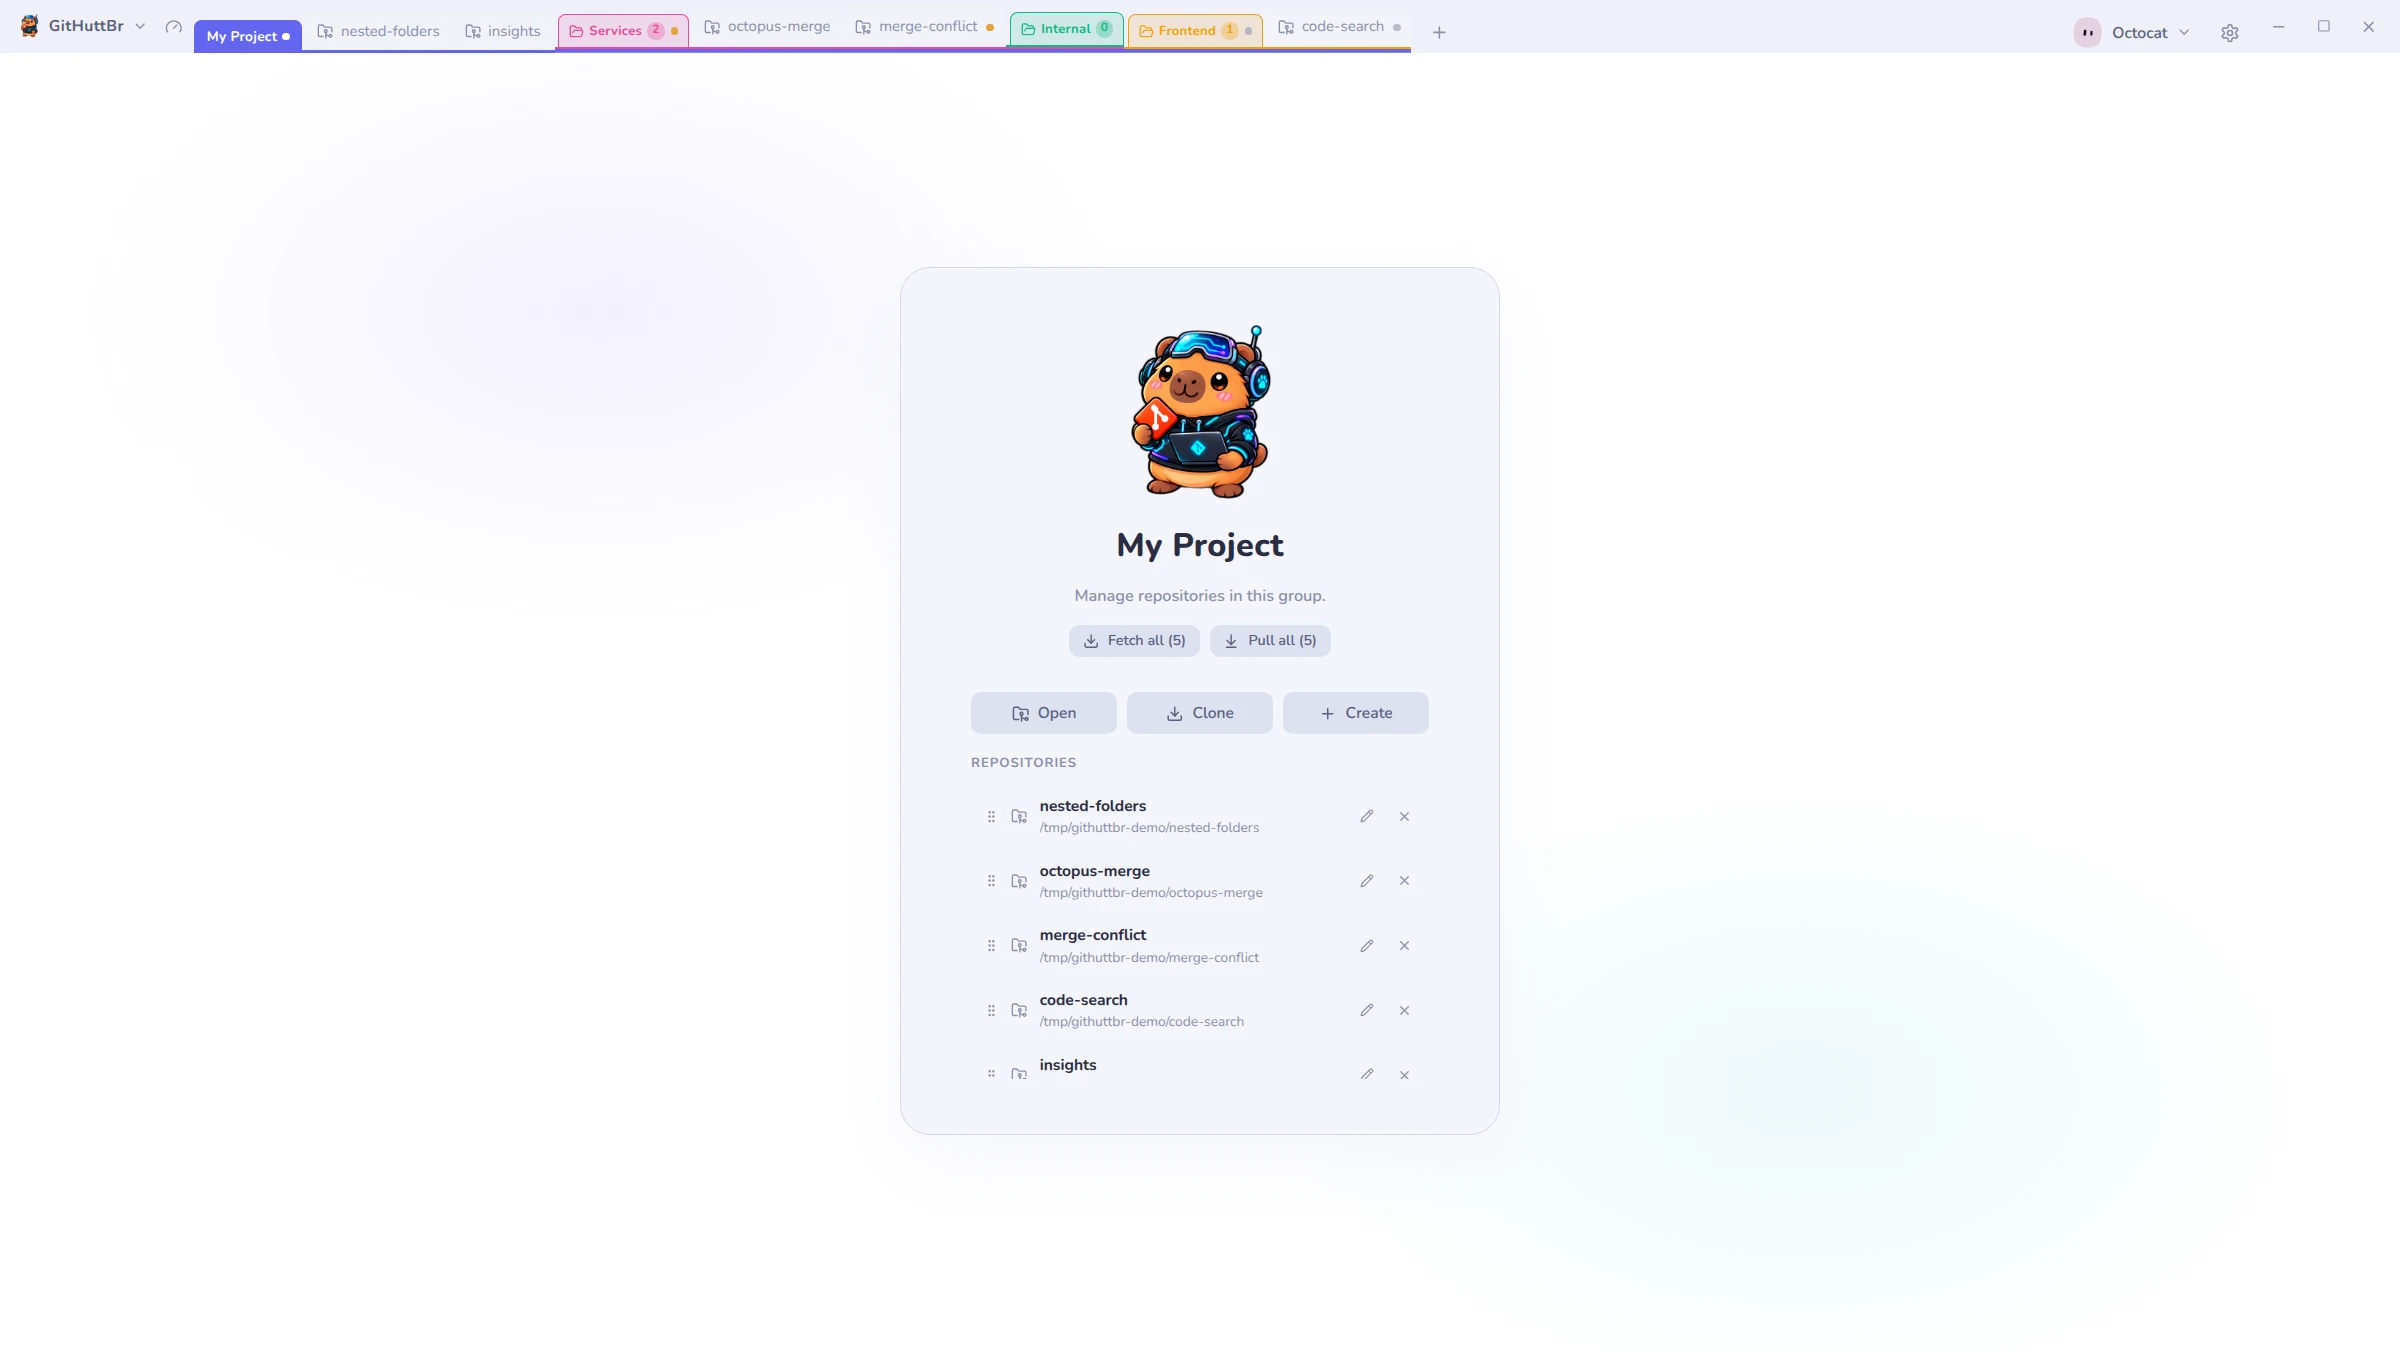 GitHuttBr
My Project
nested-folders
insights
Services 2
octopus-merge
merge-conflict
Internal 0
Frontend 1
code-search
Octocat
My Project
Manage repositories in this group.
Fetch all (5)
Pull all (5)
Open
Clone
Create
REPOSITORIES
nested-folders
/tmp/githuttbr-demo/nested-folders
octopus-merge
/tmp/githuttbr-demo/octopus-merge
merge-conflict
/tmp/githuttbr-demo/merge-conflict
code-search
/tmp/githuttbr-demo/code-search
insights